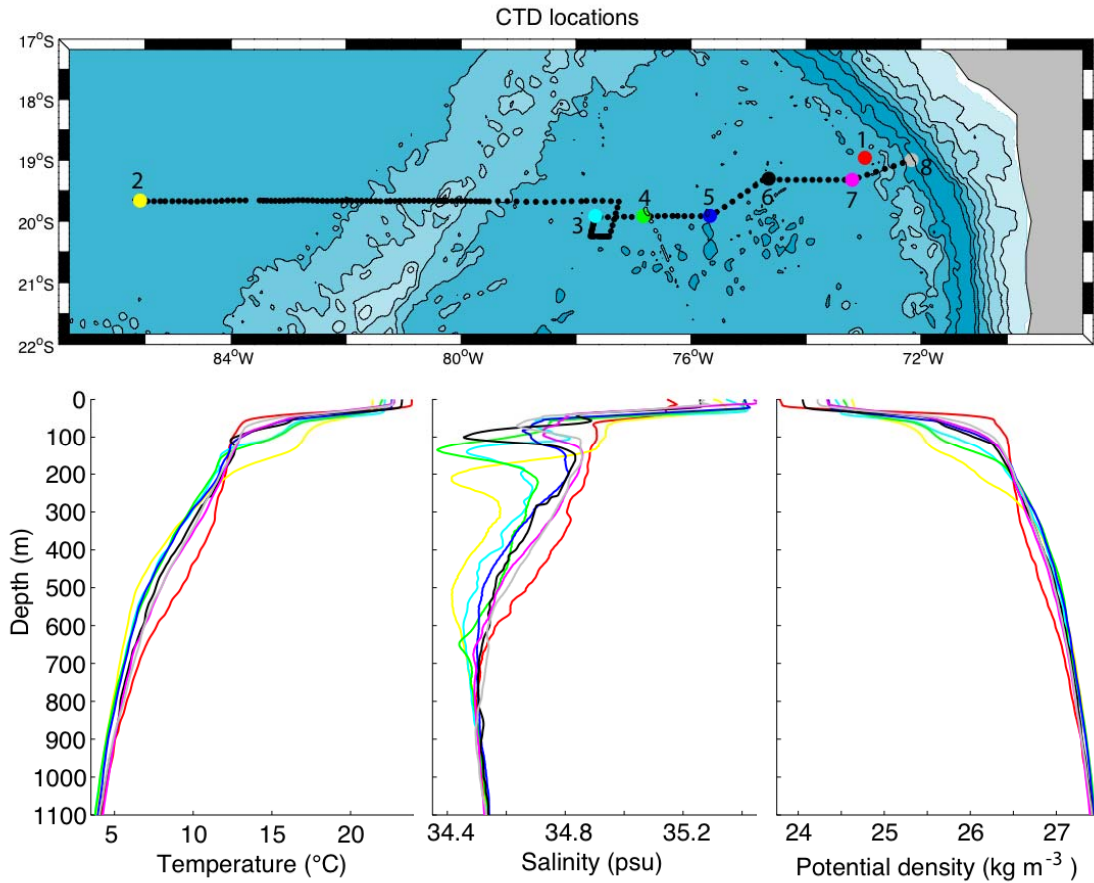 CTD locations
17°S
18°S
19°S
20°S
21°S
22°S
84°W
80°W
76°W
72°W
1
2
3
4
5
6
7
8
Depth (m)
0
100
200
300
400
500
600
700
800
900
1000
1100
5
10
15
20
Temperature (°C)
34.4
34.8
35.2
Salinity (psu)
24
25
26
27
Potential density (kg m⁻³ )